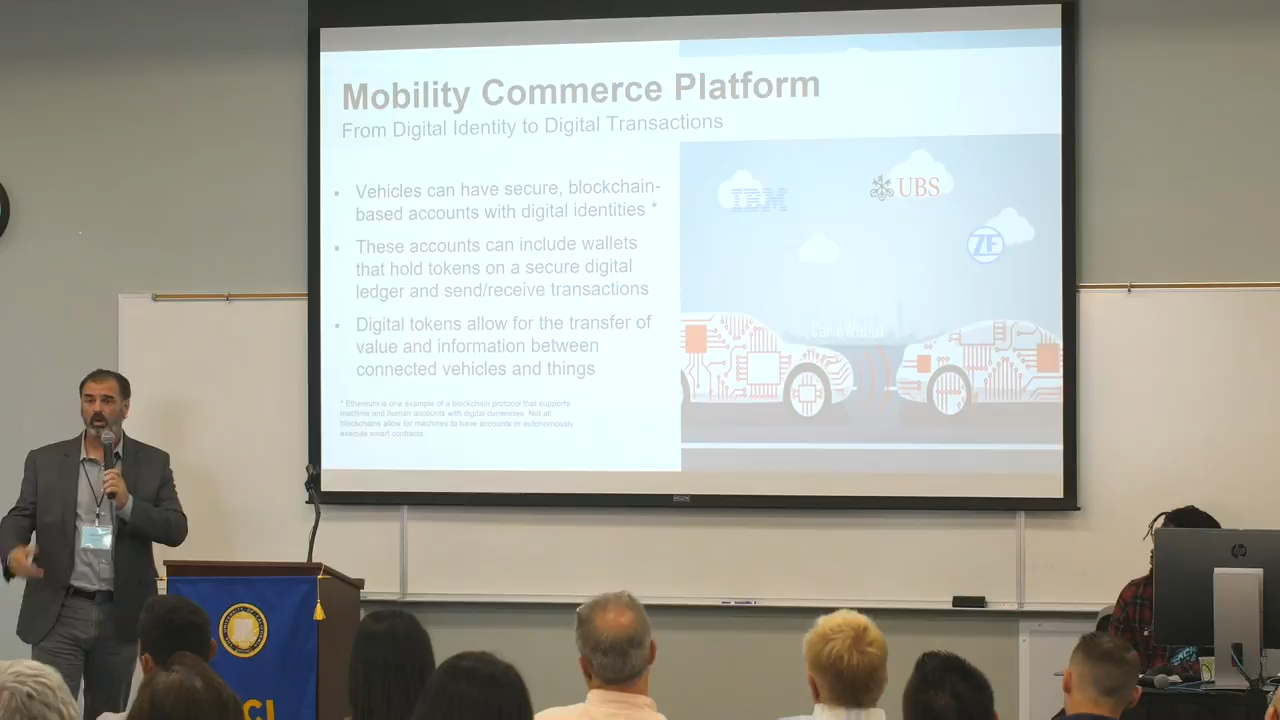 Mobility Commerce Platform
From Digital Identity to Digital Transactions
▪ Vehicles can have secure, blockchain-
based accounts with digital identities *
▪ These accounts can include wallets
that hold tokens on a secure digital
ledger and send/receive transactions
▪ Digital tokens allow for the transfer of
value and information between
connected vehicles and things
* Ethereum is one example of a blockchain protocol that supports
machine and human accounts with digital currencies. Not all
blockchains allow for machines to have accounts or autonomously
execute smart contracts.
IBM
UBS
ZF
Car eWallet
hp